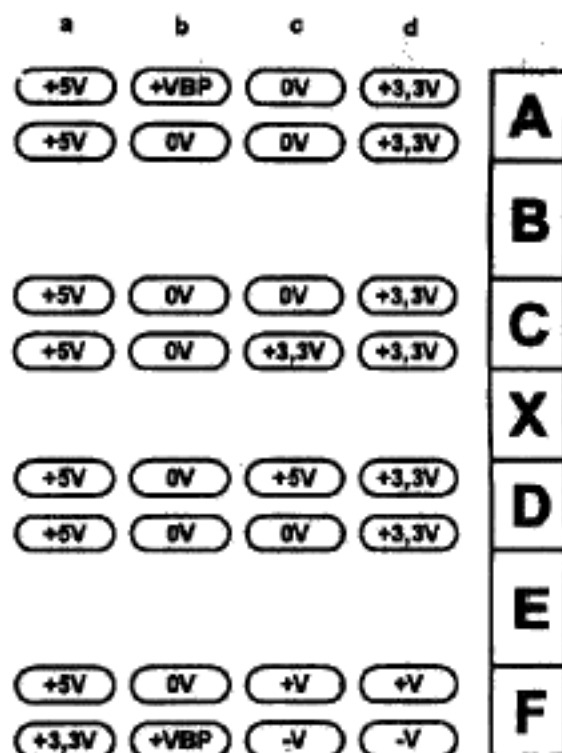 a b c d
+5V +VBP 0V +3,3V
A
+5V 0V 0V +3,3V
B
+5V 0V 0V +3,3V
C
+5V 0V +3,3V +3,3V
X
+5V 0V +5V +3,3V
D
+5V 0V 0V +3,3V
E
+5V 0V +V +V
F
+3,3V +VBP -V -V